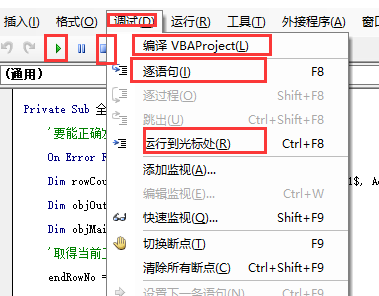 插入(I) 格式(O) 调试(D) 运行(R) 工具(T) 外接程序(A)
编译 VBAProject(L)
逐语句(I) F8
(通用)
逐过程(O) Shift+F8
Private Sub 全
跳出(U) Ctrl+Shift+F8
'要能正确发
运行到光标处(R) Ctrl+F8
On Error R
添加监视(A)...
Dim rowCou
1$, Ad
编辑监视(E)... Ctrl+W
Dim objOut
快速监视(Q)... Shift+F9
Dim objMai
切换断点(T) F9
'取得当前工
清除所有断点(C) Ctrl+Shift+F9
endRowNo =
设置下一条语句(N) Ctrl+F9